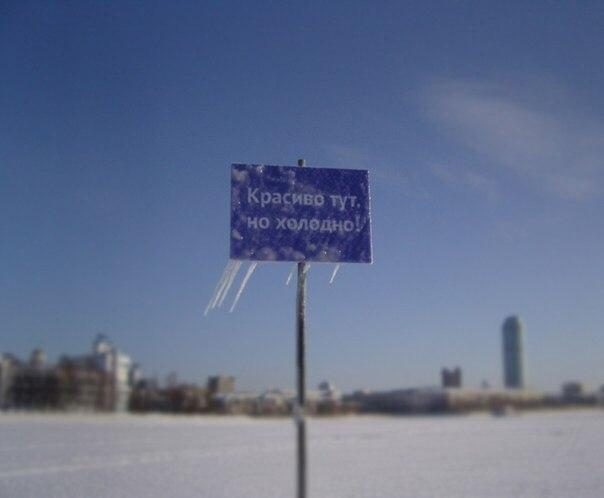 Красиво тут,
но холодно!